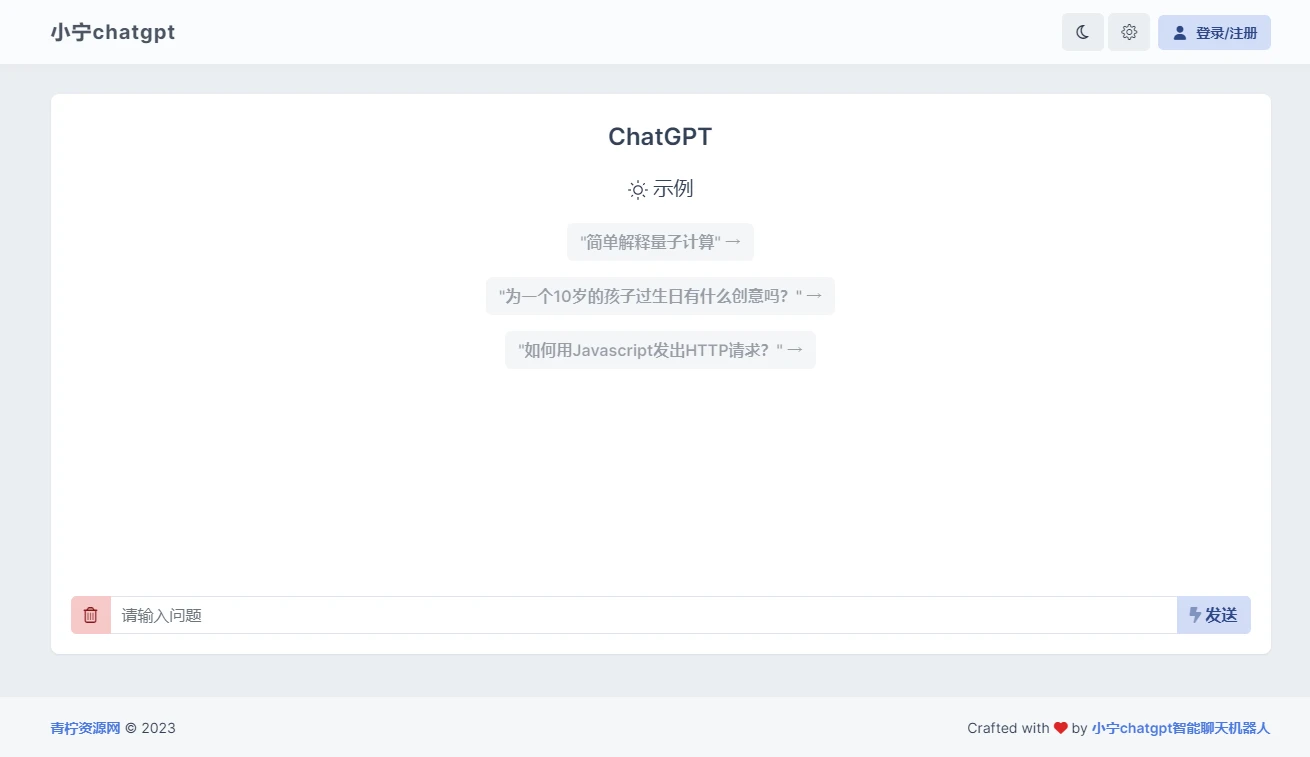 小宁chatgpt
登录/注册
ChatGPT
示例
"简单解释量子计算" →
"为一个10岁的孩子过生日有什么创意吗？" →
"如何用Javascript发出HTTP请求？" →
请输入问题
发送
青柠资源网 © 2023
Crafted with ❤ by 小宁chatgpt智能聊天机器人